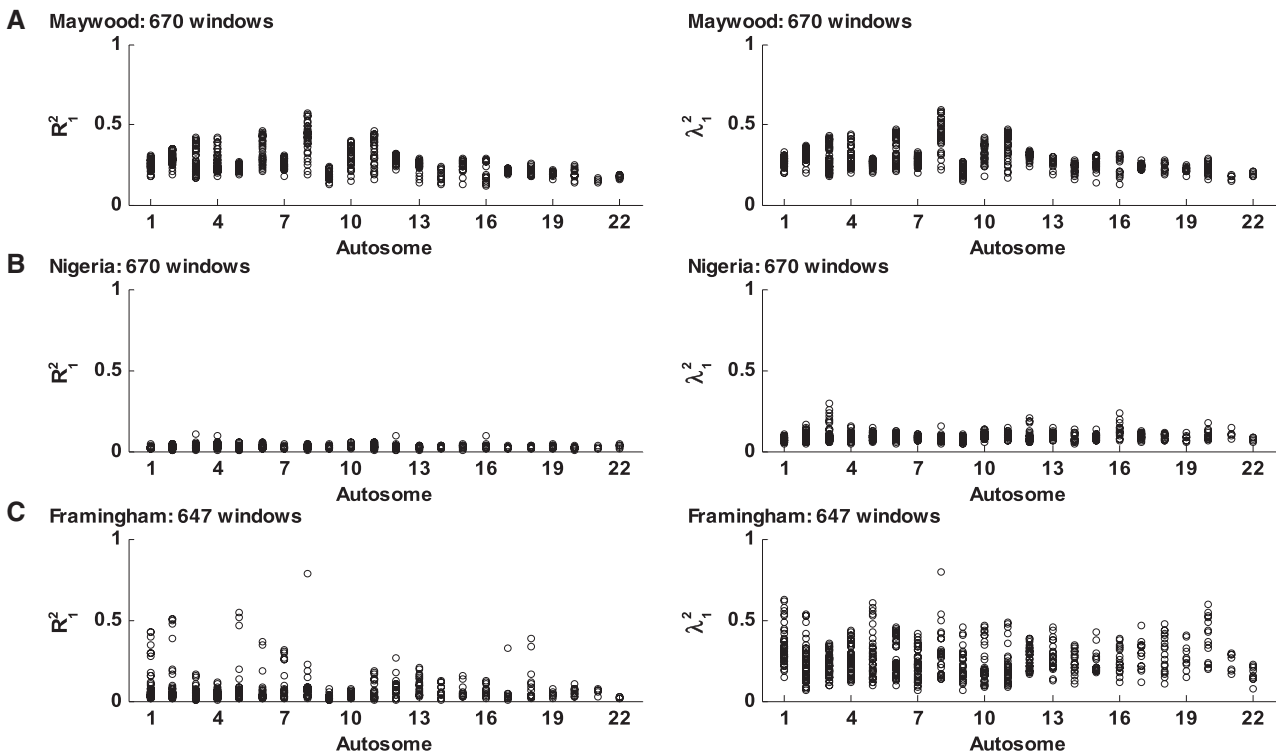 A
Maywood: 670 windows
1
0.5
0
R²₁
1 4 7 10 13 16 19 22
Autosome
Maywood: 670 windows
1
0.5
0
λ²₁
1 4 7 10 13 16 19 22
Autosome
B
Nigeria: 670 windows
1
0.5
0
R²₁
1 4 7 10 13 16 19 22
Autosome
Nigeria: 670 windows
1
0.5
0
λ²₁
1 4 7 10 13 16 19 22
Autosome
C
Framingham: 647 windows
1
0.5
0
R²₁
1 4 7 10 13 16 19 22
Autosome
Framingham: 647 windows
1
0.5
0
λ²₁
1 4 7 10 13 16 19 22
Autosome